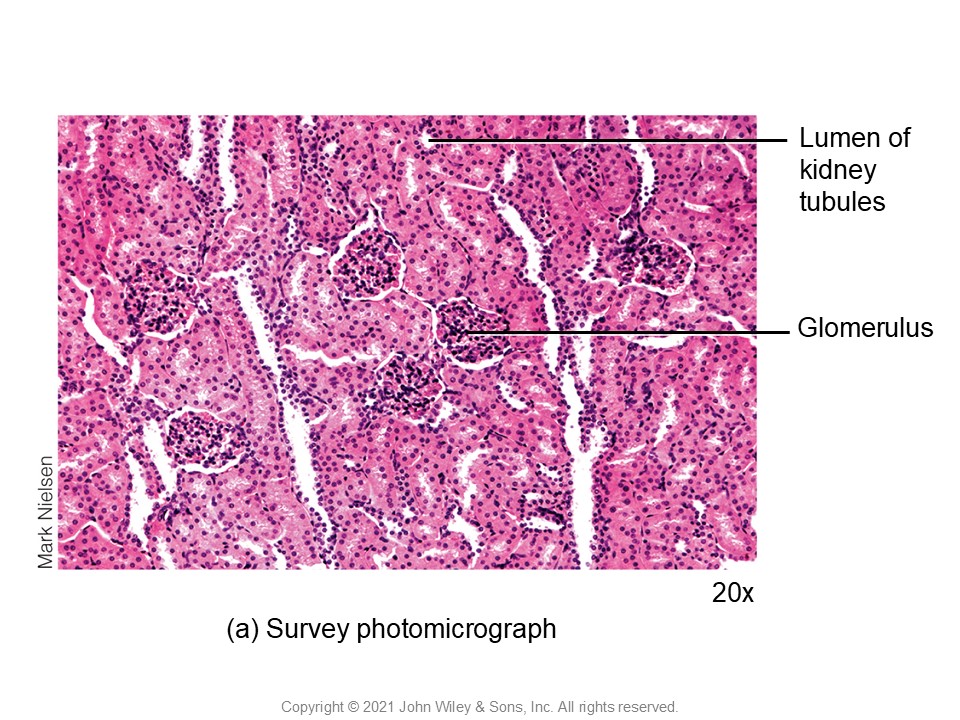 Lumen of
kidney
tubules
Glomerulus
Mark Nielsen
20x
(a) Survey photomicrograph
Copyright © 2021 John Wiley & Sons, Inc. All rights reserved.